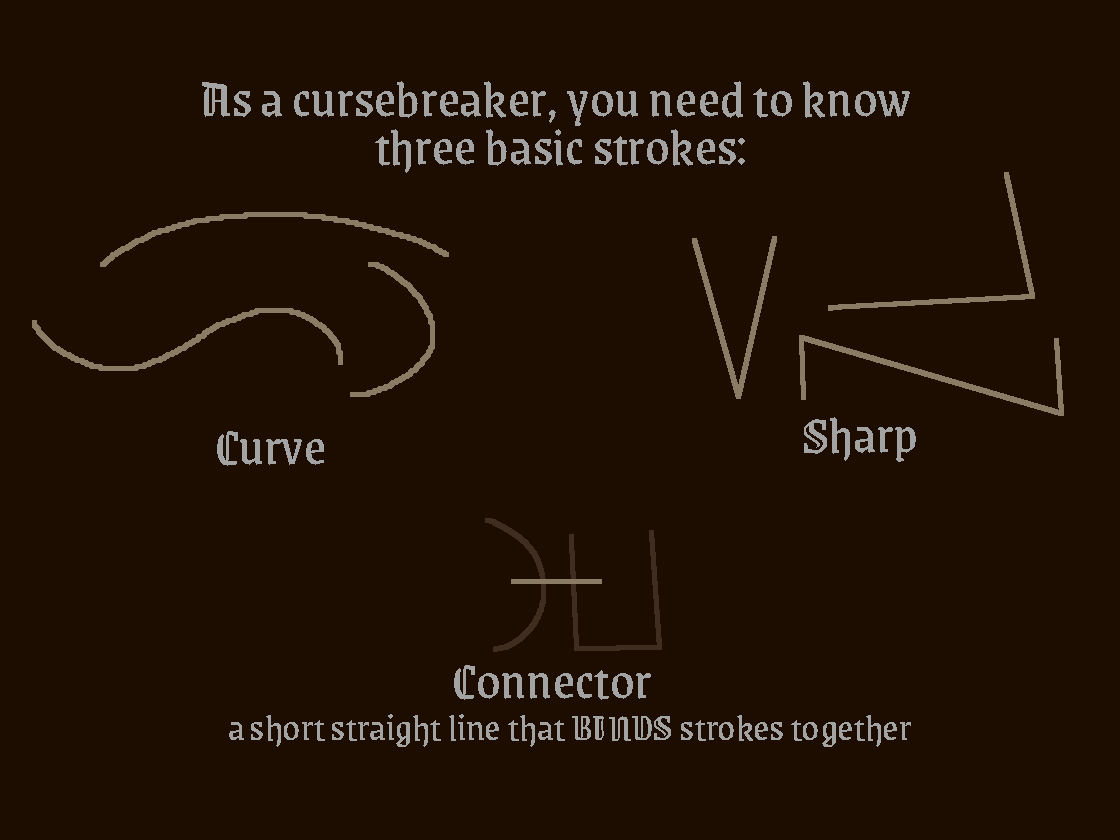 As a cursebreaker, you need to know
three basic strokes:
Curve
Sharp
Connector
a short straight line that BINDS strokes together